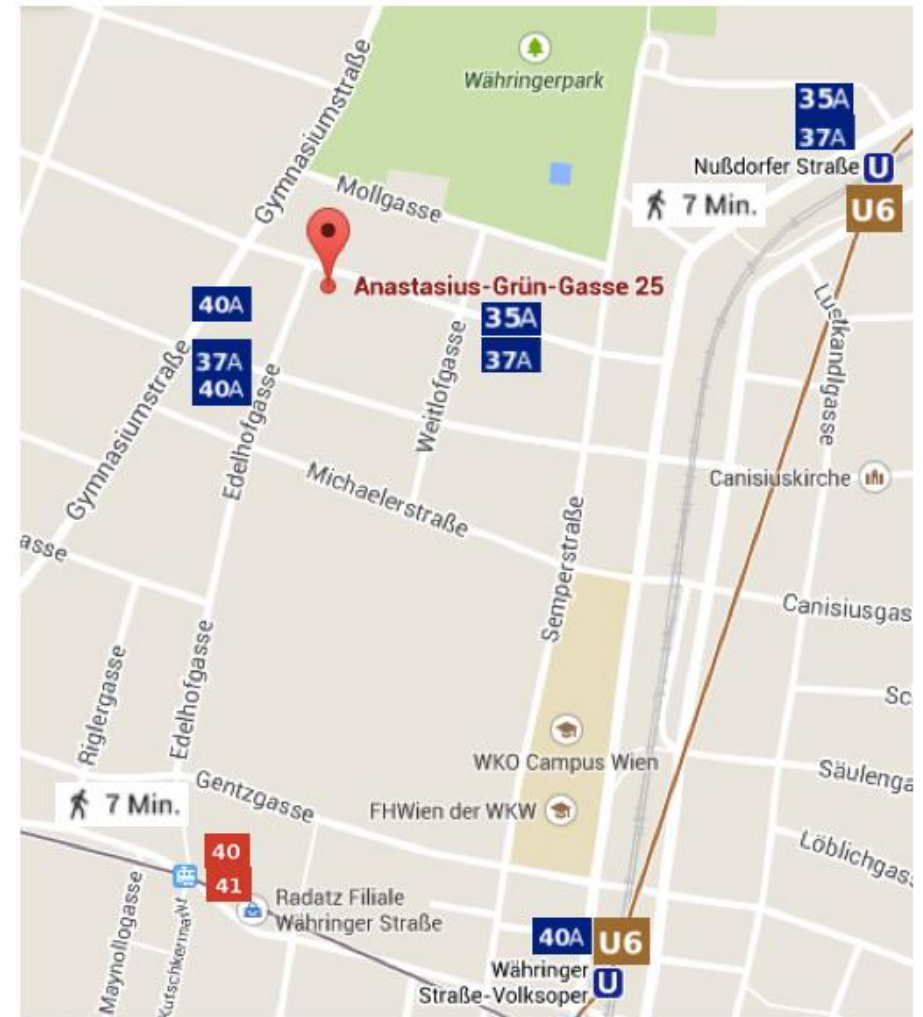 Währingerpark
Gymnasiumstraße
35A
37A
Nußdorfer Straße U
7 Min.
U6
Mollgasse
Anastasius-Grün-Gasse 25
40A
35A
37A
37A
40A
Lustkandlgasse
Weitlofgasse
Edelhofgasse
Gymnasiumstraße
Canisiuskirche
Michaelerstraße
asse
Semperstraße
Canisiusgas
Riglergasse
Edelhofgasse
Sc
WKO Campus Wien
Säulenga
Gentzgasse
7 Min.
FHWien der WKW
Löblichgass
40
41
Radatz Filiale
Währinger Straße
Maynollogasse
Kutschkermarkt
40A
U6
Währinger
Straße-Volksoper U